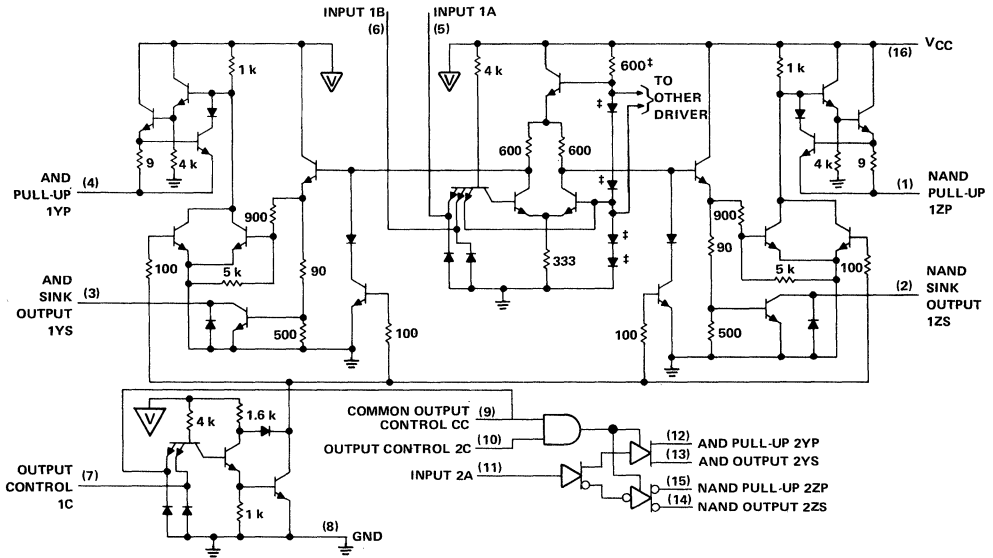 INPUT 1B
(6)
INPUT 1A
(5)
V
V
VCC
(16)
1 k
4 k
600‡
TO
OTHER
DRIVER
‡
1 k
9
4 k
600
600
4 k
9
AND
PULL-UP
1YP
(4)
‡
(1)
NAND
PULL-UP
1ZP
900
900
100
5 k
90
333
‡
‡
90
5 k
100
AND
SINK
OUTPUT
1YS
(3)
500
100
100
500
(2)
NAND
SINK
OUTPUT
1ZS
V
4 k
1.6 k
COMMON OUTPUT
CONTROL CC
(9)
OUTPUT CONTROL 2C
(10)
INPUT 2A
(11)
(12)
AND PULL-UP 2YP
(13)
AND OUTPUT 2YS
(15)
NAND PULL-UP 2ZP
(14)
NAND OUTPUT 2ZS
OUTPUT
CONTROL
1C
(7)
1 k
(8)
GND